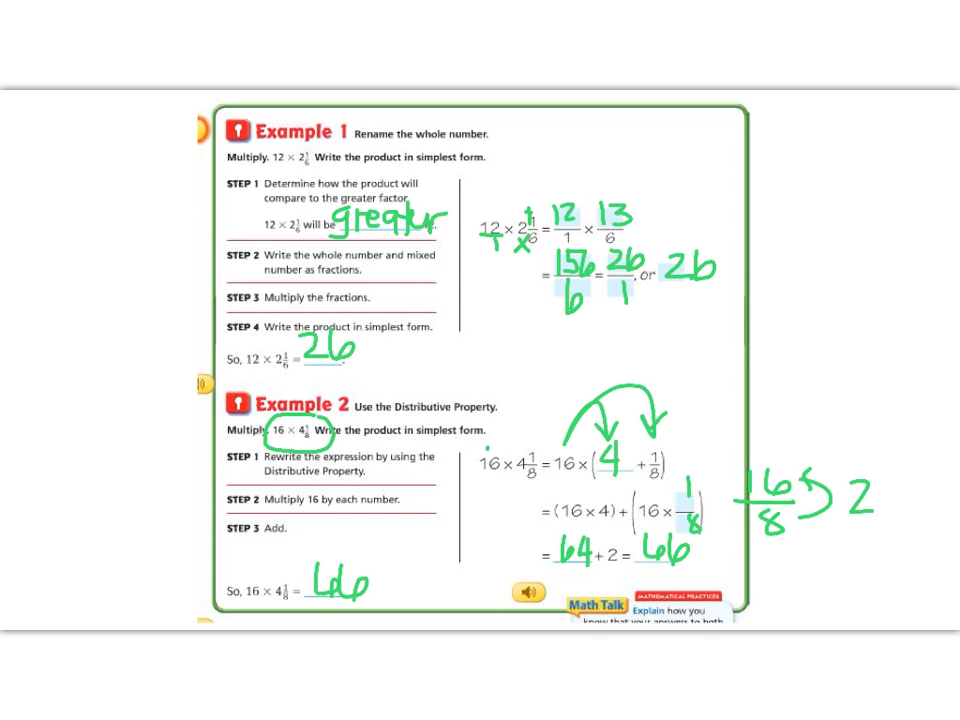 Example 1 Rename the whole number.
Multiply. 12 × 2 1/6 Write the product in simplest form.
STEP 1 Determine how the product will
compare to the greater factor.
12 × 2 1/6 will be greater.
STEP 2 Write the whole number and mixed
number as fractions.
STEP 3 Multiply the fractions.
STEP 4 Write the product in simplest form.
So, 12 × 2 1/6 = 26.
12/1 × 2 + 1/6 × = 12/1 × 13/6
= 156/6 = 26/1, or 26
Example 2 Use the Distributive Property.
Multiply. 16 × 4 1/8 Write the product in simplest form.
STEP 1 Rewrite the expression by using the
Distributive Property.
STEP 2 Multiply 16 by each number.
STEP 3 Add.
So, 16 × 4 1/8 = 66
16 × 4 1/8 = 16 × (4 + 1/8)
= (16 × 4) + (16 × 1/8)
16/8 2
= 64 + 2 = 66
Math Talk
MATHEMATICAL PRACTICES
Explain how you
know that your answers to both